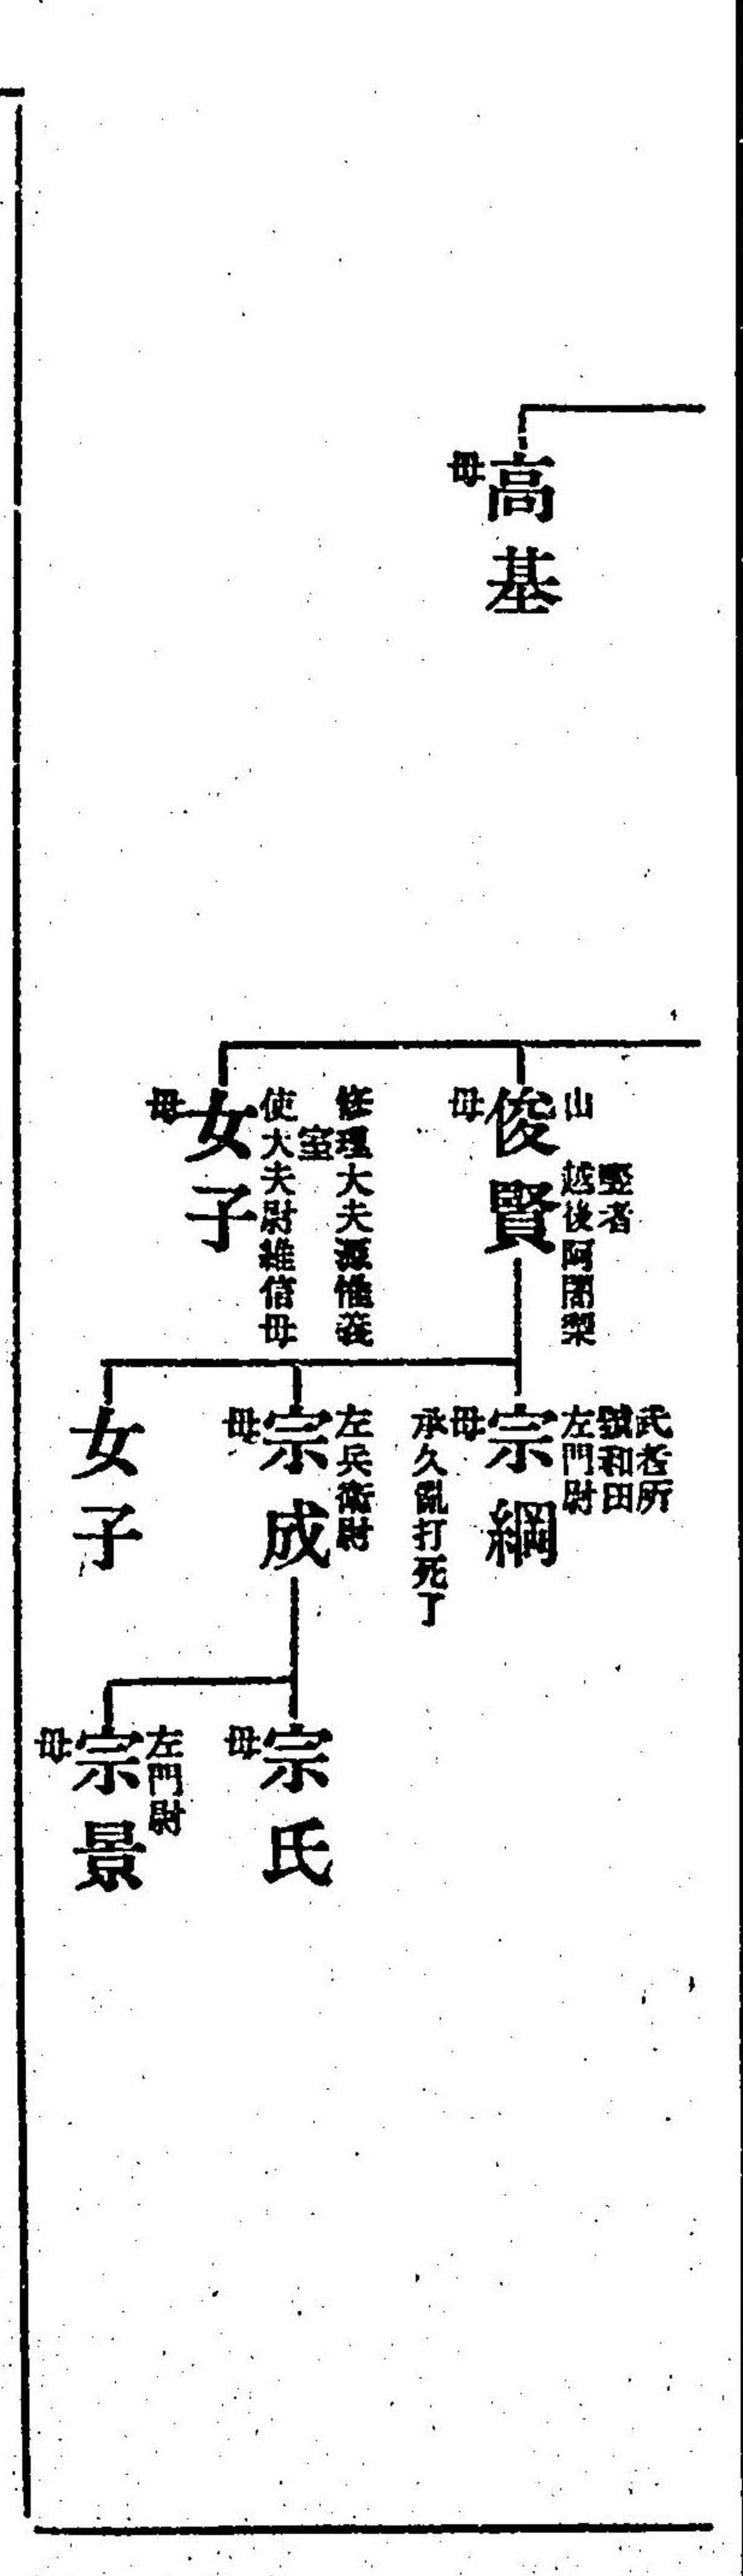 高基
母
山
竪者
越後阿闍梨
俊賢
母
修理大夫源惟義
室
使大夫尉維信母
女子
母
武者所
號和田
左門尉
宗綱
母
承久亂打死了
左兵衛尉
宗成
母
女子
宗氏
母
左門尉
宗景
母